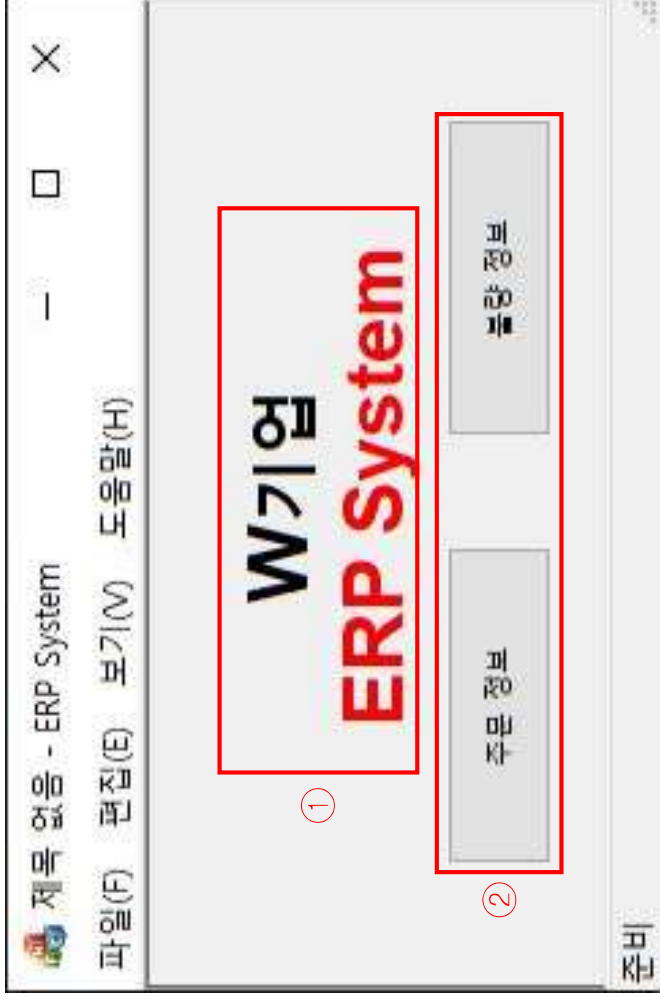 제목 없음 - ERP System
파일(F) 편집(E) 보기(V) 도움말(H)
① W기업
ERP System
② 주문 정보 불량 정보
준비